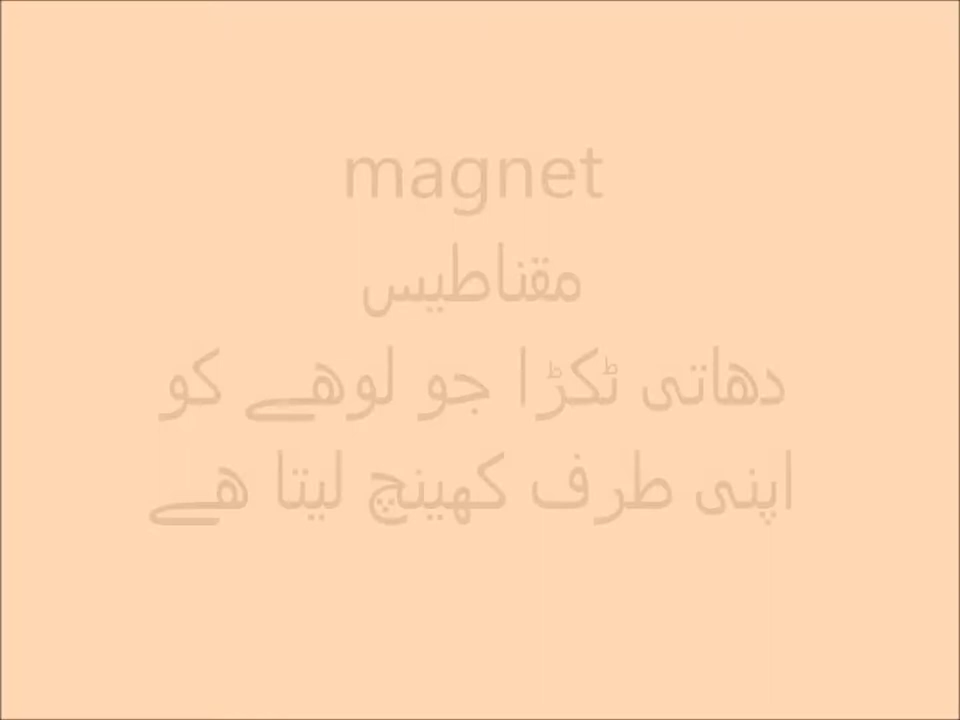 magnet
مقناطیس
دھاتی ٹکڑا جو لوھے کو
اپنی طرف کھینچ لیتا ھے